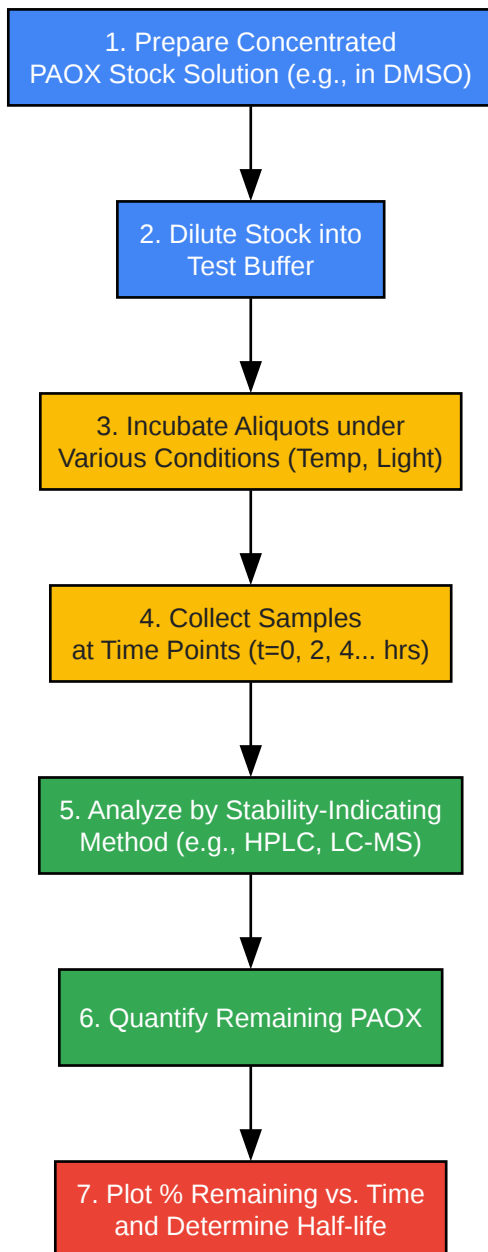 1. Prepare Concentrated
PAOX Stock Solution (e.g., in DMSO)
2. Dilute Stock into
Test Buffer
3. Incubate Aliquots under
Various Conditions (Temp, Light)
4. Collect Samples
at Time Points (t=0, 2, 4... hrs)
5. Analyze by Stability-Indicating
Method (e.g., HPLC, LC-MS)
6. Quantify Remaining PAOX
7. Plot % Remaining vs. Time
and Determine Half-life